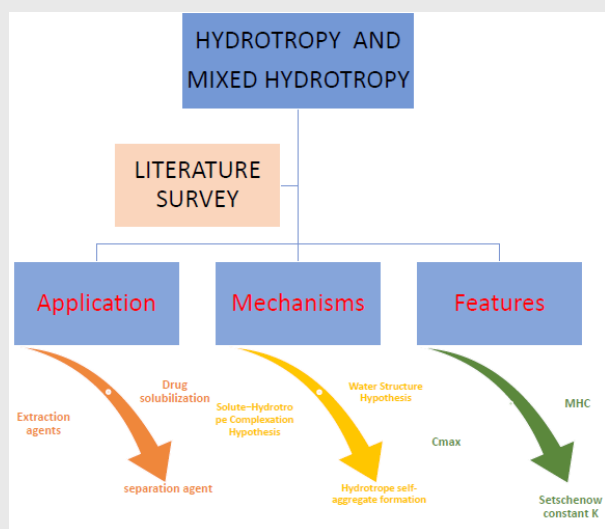 HYDROTROPY AND
MIXED HYDROTROPY
LITERATURE
SURVEY
Application
Mechanisms
Features
Extraction
agents
Drug
solubilization
separation agent
Solute–Hydrotro
pe Complexation
Hypothesis
Water Structure
Hypothesis
Hydrotrope self-
aggregate formation
Cmax
MHC
Setschenow
constant K